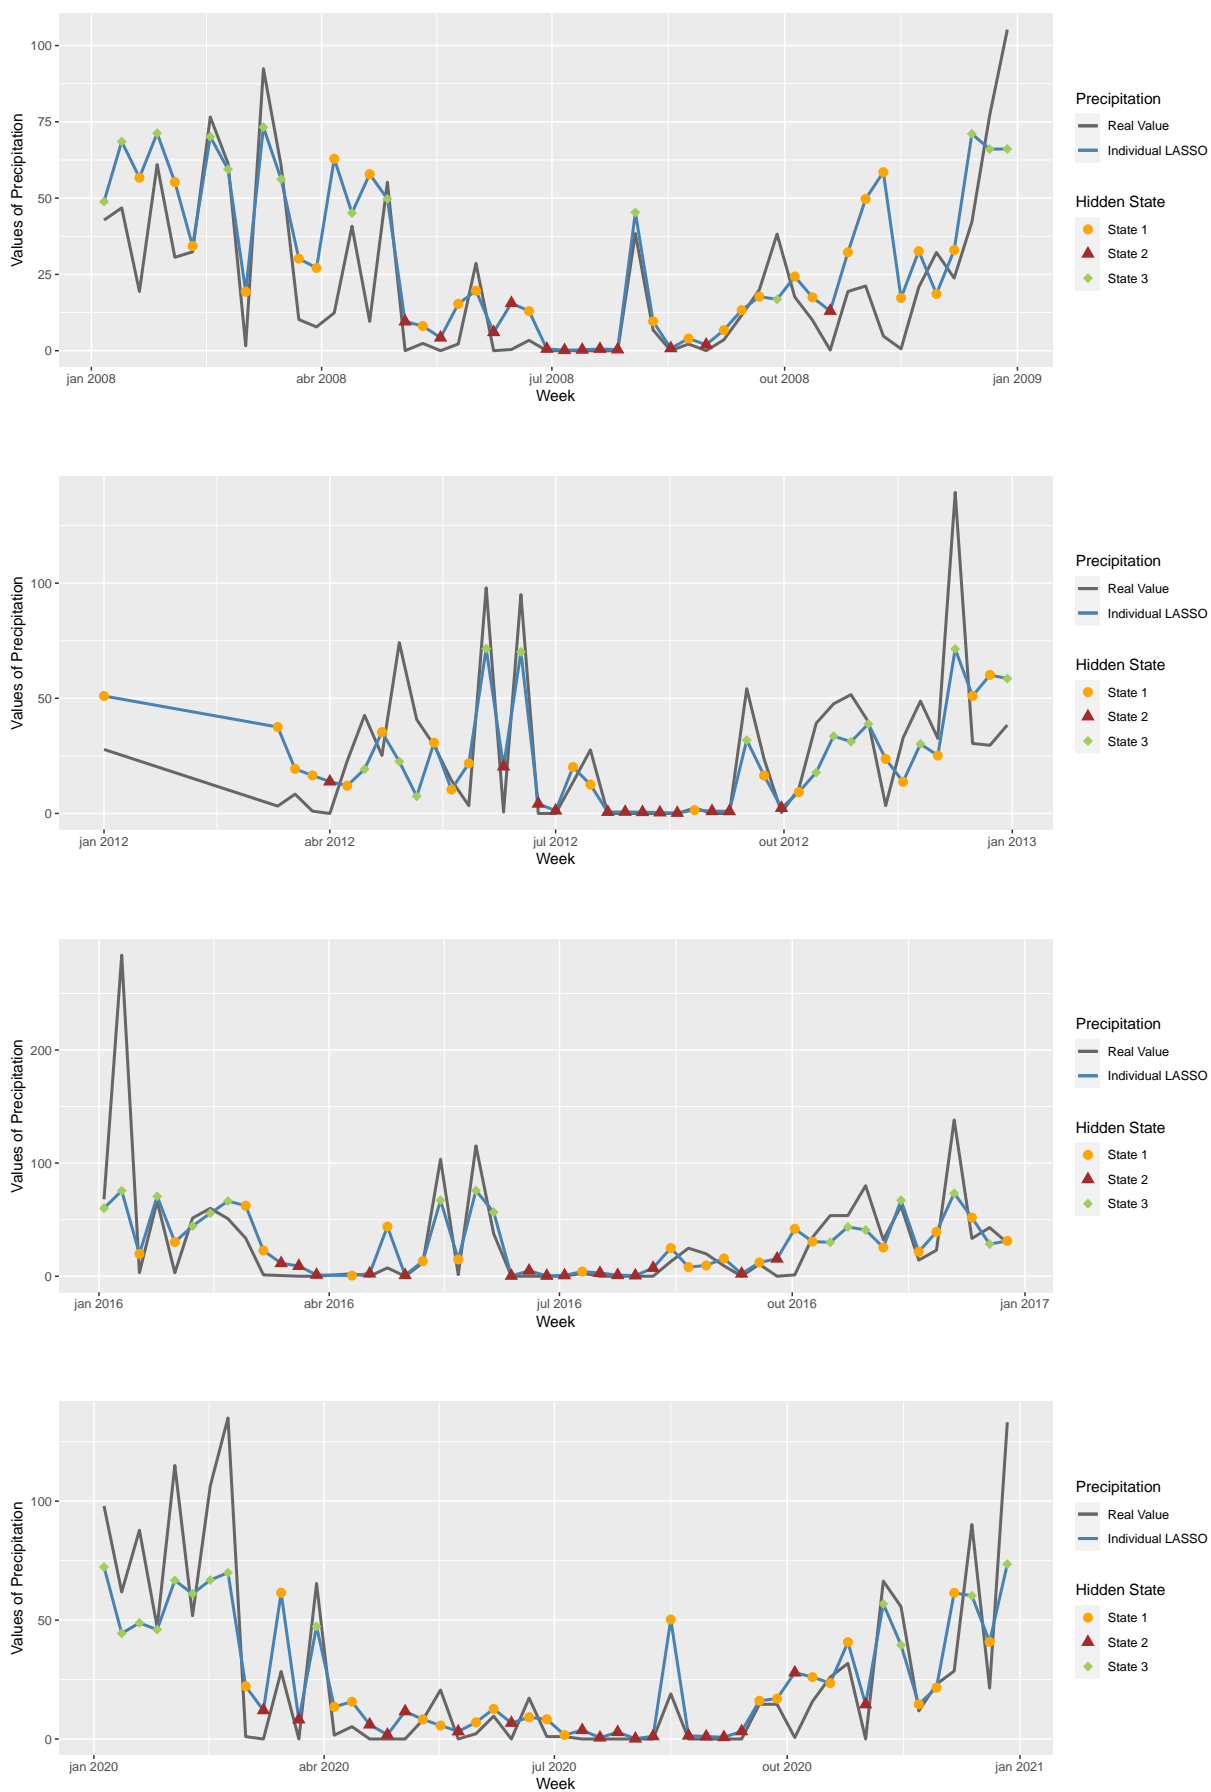 100
75
50
25
0
jan 2008
abr 2008
jul 2008
out 2008
jan 2009
Week
Values of Precipitation
Precipitation
Real Value
Individual LASSO
Hidden State
State 1
State 2
State 3
100
50
0
jan 2012
abr 2012
jul 2012
out 2012
jan 2013
Week
Values of Precipitation
Precipitation
Real Value
Individual LASSO
Hidden State
State 1
State 2
State 3
200
100
0
jan 2016
abr 2016
jul 2016
out 2016
jan 2017
Week
Values of Precipitation
Precipitation
Real Value
Individual LASSO
Hidden State
State 1
State 2
State 3
100
50
0
jan 2020
abr 2020
jul 2020
out 2020
jan 2021
Week
Values of Precipitation
Precipitation
Real Value
Individual LASSO
Hidden State
State 1
State 2
State 3